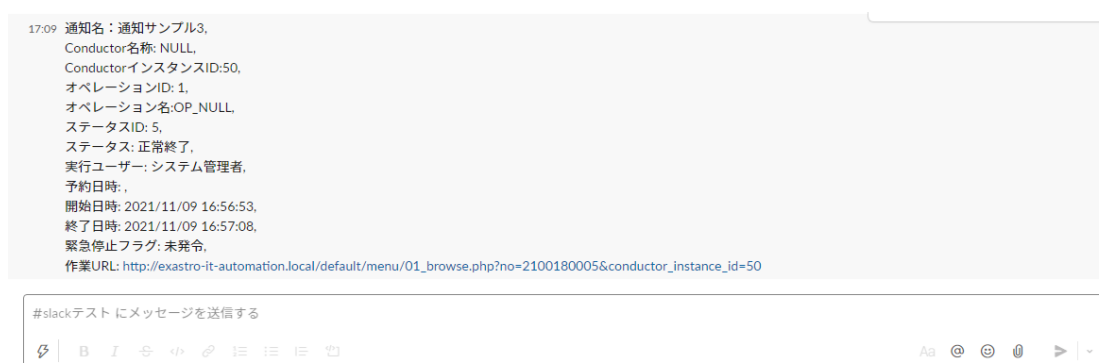 17:09 通知名：通知サンプル3,
Conductor名称: NULL,
ConductorインスタンスID:50,
オペレーションID: 1,
オペレーション名:OP_NULL,
ステータスID: 5,
ステータス: 正常終了,
実行ユーザー: システム管理者,
予約日時: ,
開始日時: 2021/11/09 16:56:53,
終了日時: 2021/11/09 16:57:08,
緊急停止フラグ: 未発令,
作業URL: http://exastro-it-automation.local/default/menu/01_browse.php?no=2100180005&conductor_instance_id=50
#slackテスト にメッセージを送信する
B I S Aa @